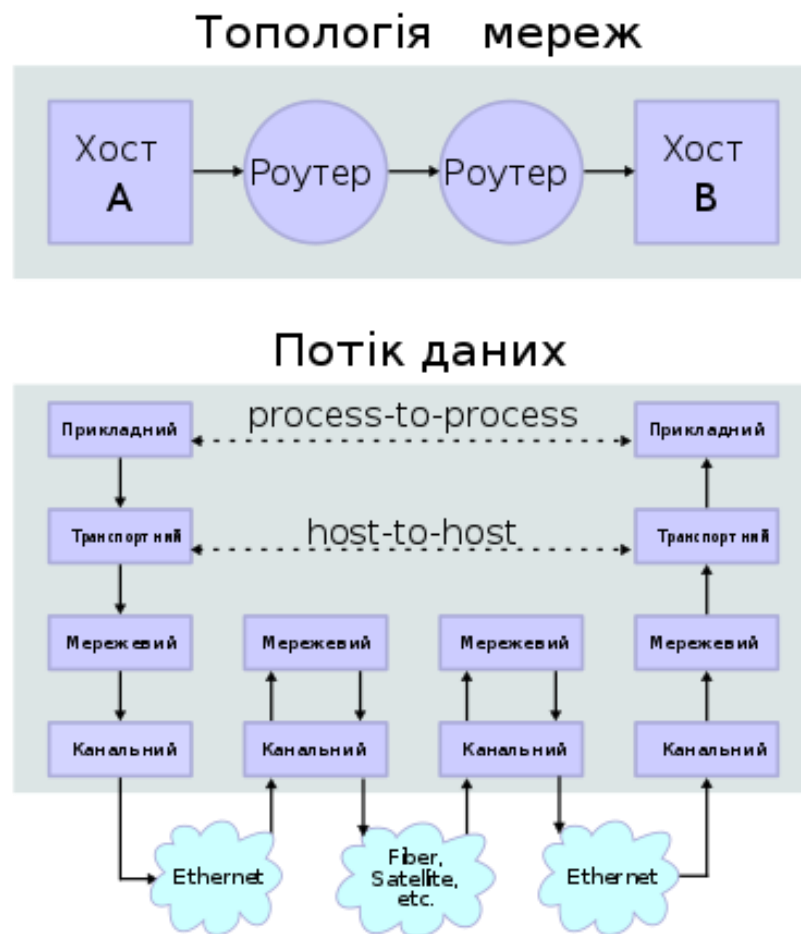 Топологія мереж
Хост
A
Роутер
Роутер
Хост
B
Потік даних
Прикладний
process-to-process
Прикладний
Транспортний
host-to-host
Транспортний
Мережевий
Мережевий
Мережевий
Мережевий
Канальний
Канальний
Канальний
Канальний
Ethernet
Fiber,
Satellite,
etc.
Ethernet